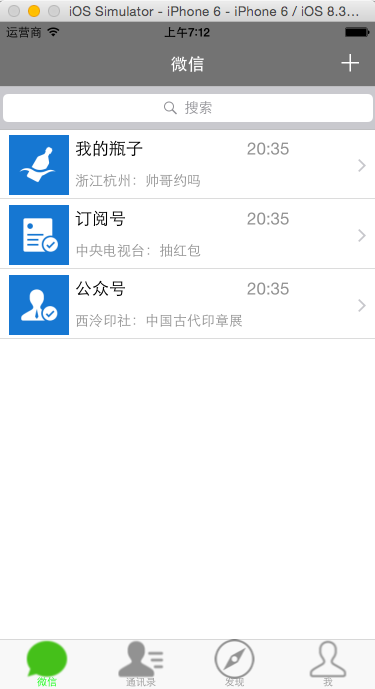 iOS Simulator - iPhone 6 - iPhone 6 / iOS 8.3...
运营商 上午7:12
微信
搜索
我的瓶子 20:35
浙江杭州：帅哥约吗
订阅号 20:35
中央电视台：抽红包
公众号 20:35
西泠印社：中国古代印章展
微信 通讯录 发现 我